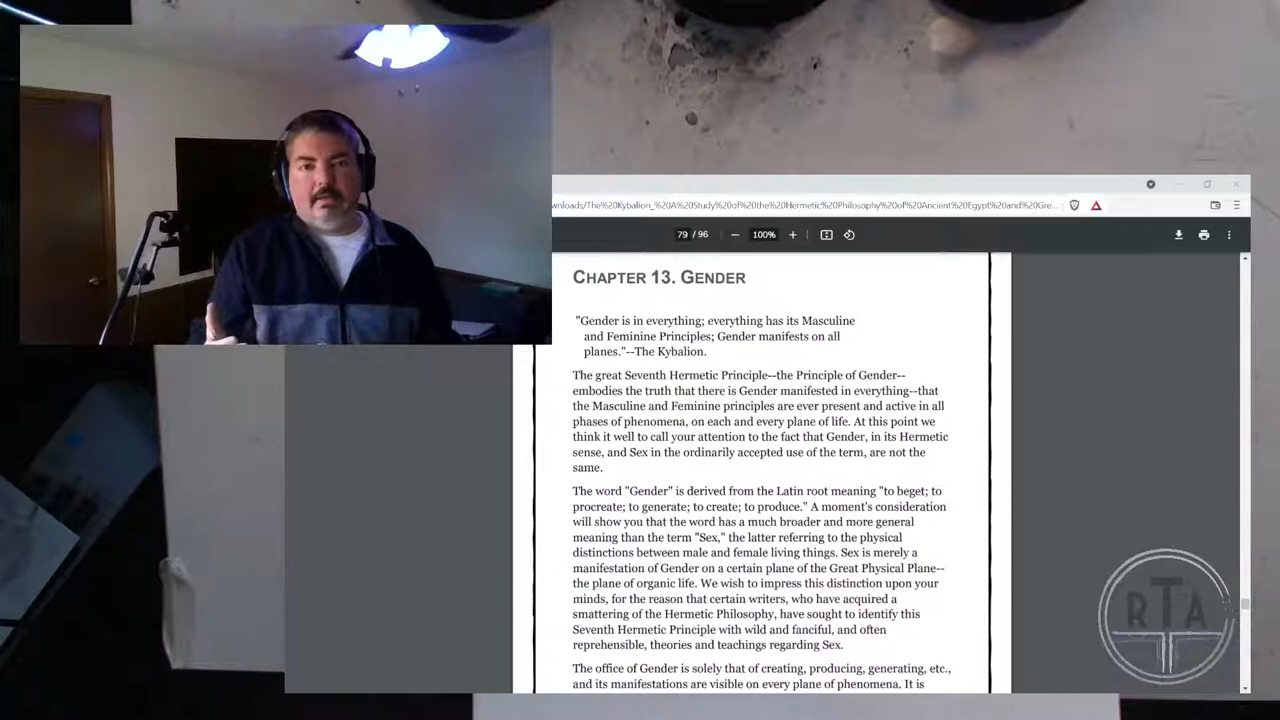 wnloads/The%20Kybalion_%20A%20Study%20of%20the%20Hermetic%20Philosophy%20of%20Ancient%20Egypt%20and%20Gre...
79 / 96
100%
CHAPTER 13. GENDER
"Gender is in everything; everything has its Masculine
and Feminine Principles; Gender manifests on all
planes."--The Kybalion.
The great Seventh Hermetic Principle--the Principle of Gender--
embodies the truth that there is Gender manifested in everything--that
the Masculine and Feminine principles are ever present and active in all
phases of phenomena, on each and every plane of life. At this point we
think it well to call your attention to the fact that Gender, in its Hermetic
sense, and Sex in the ordinarily accepted use of the term, are not the
same.
The word "Gender" is derived from the Latin root meaning "to beget; to
procreate; to generate; to create; to produce." A moment's consideration
will show you that the word has a much broader and more general
meaning than the term "Sex," the latter referring to the physical
distinctions between male and female living things. Sex is merely a
manifestation of Gender on a certain plane of the Great Physical Plane--
the plane of organic life. We wish to impress this distinction upon your
minds, for the reason that certain writers, who have acquired a
smattering of the Hermetic Philosophy, have sought to identify this
Seventh Hermetic Principle with wild and fanciful, and often
reprehensible, theories and teachings regarding Sex.
The office of Gender is solely that of creating, producing, generating, etc.,
and its manifestations are visible on every plane of phenomena. It is
RTA